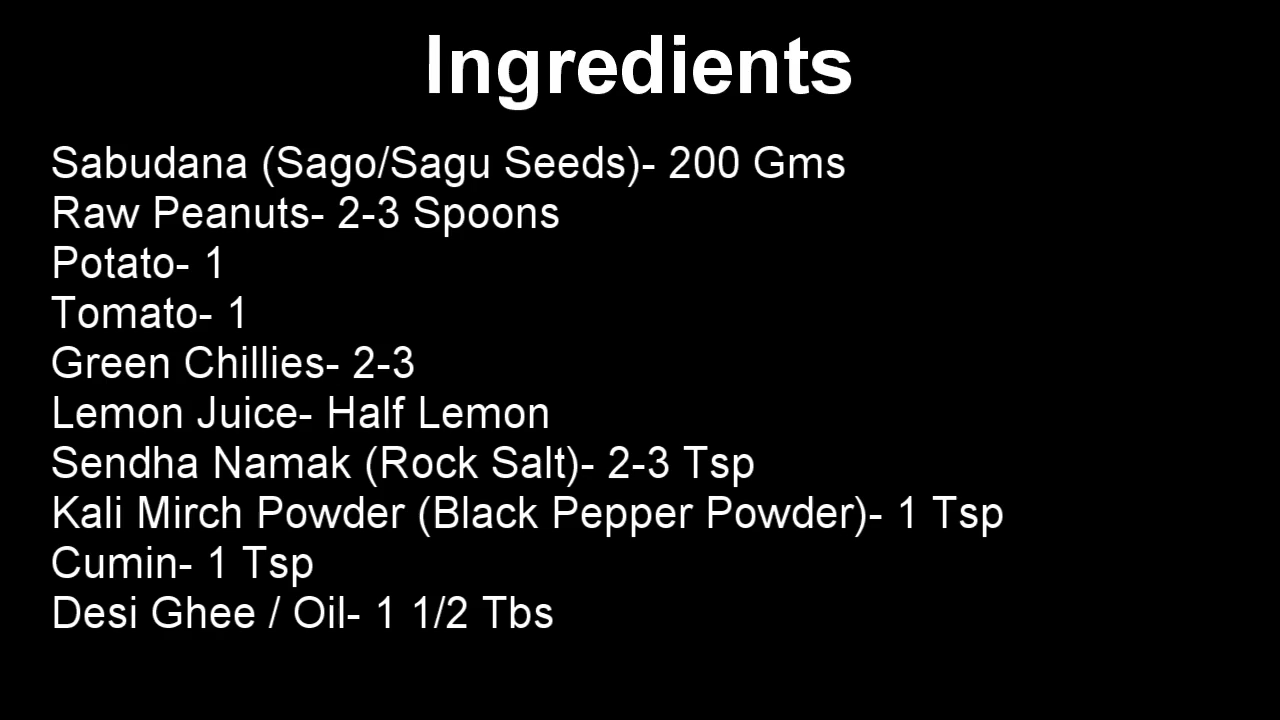 Ingredients
Sabudana (Sago/Sagu Seeds)- 200 Gms
Raw Peanuts- 2-3 Spoons
Potato- 1
Tomato- 1
Green Chillies- 2-3
Lemon Juice- Half Lemon
Sendha Namak (Rock Salt)- 2-3 Tsp
Kali Mirch Powder (Black Pepper Powder)- 1 Tsp
Cumin- 1 Tsp
Desi Ghee / Oil- 1 1/2 Tbs